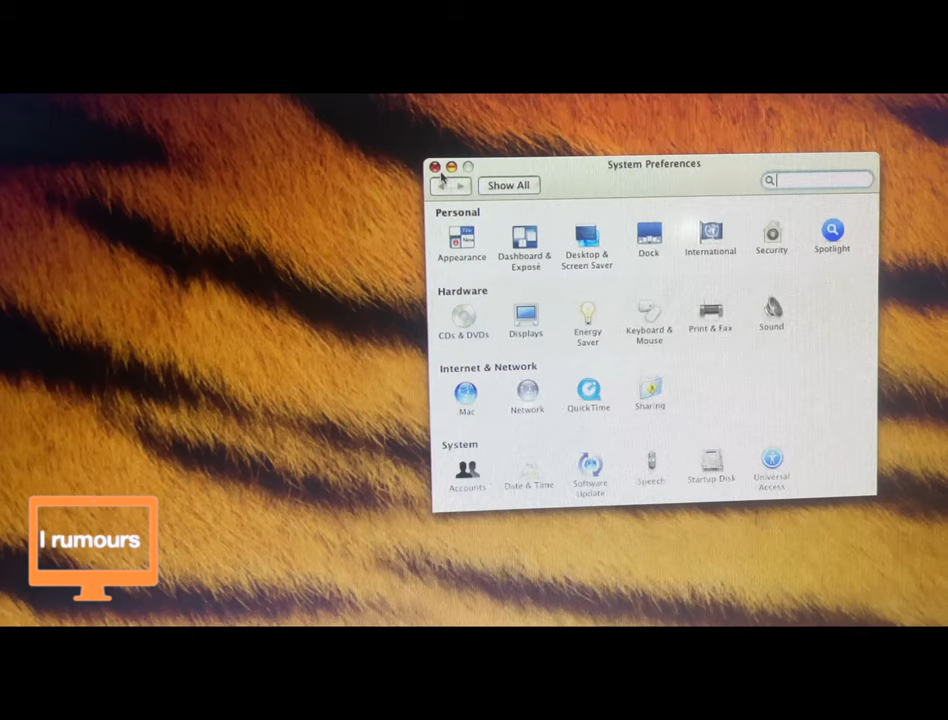 System Preferences
Show All
Personal
File
New
Appearance
Dashboard &
Exposé
Desktop &
Screen Saver
Dock
International
Security
Spotlight
Hardware
CDs & DVDs
Displays
Energy
Saver
Keyboard &
Mouse
Print & Fax
Sound
Internet & Network
.Mac
Network
QuickTime
Sharing
System
Accounts
Date & Time
Software
Update
Speech
Startup Disk
Universal
Access
I rumours